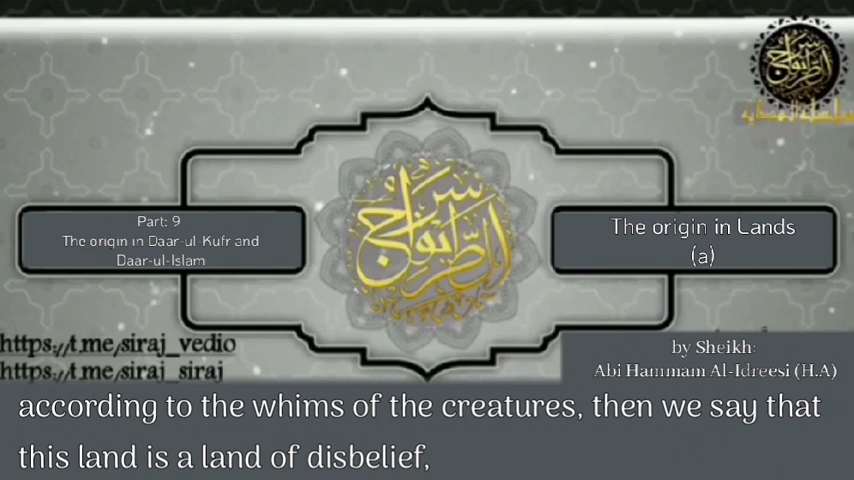 Part: 9
The origin in Daar-ul-Kufr and
Daar-ul-Islam
The origin in Lands
(a)
سراج
الطريق
https://t.me/siraj_vedio
https://t.me/siraj_siraj
by Sheikh:
Abi Hammam Al-Idreesi (H.A)
according to the whims of the creatures, then we say that
this land is a land of disbelief,